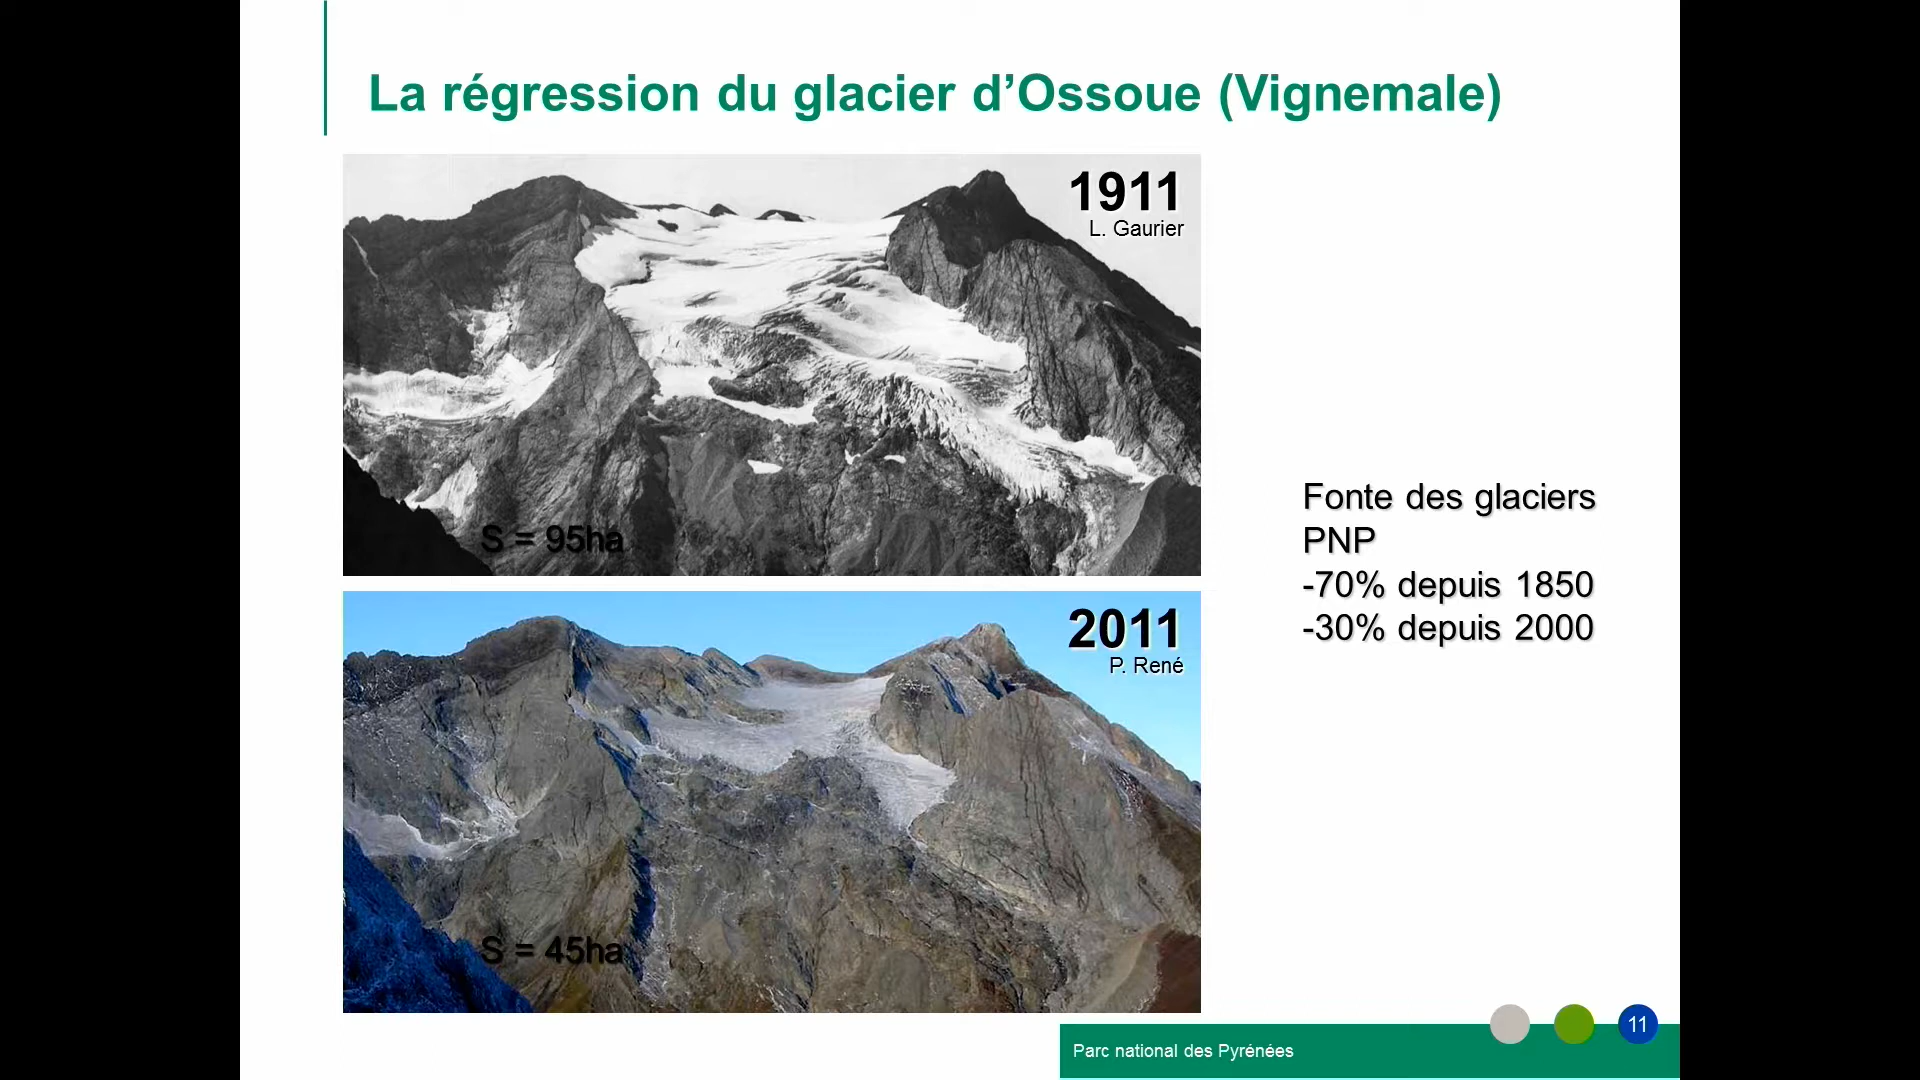 La régression du glacier d’Ossoue (Vignemale)
1911
L. Gaurier
S = 95ha
2011
P. René
S = 45ha
Fonte des glaciers
PNP
-70% depuis 1850
-30% depuis 2000
11
Parc national des Pyrénées